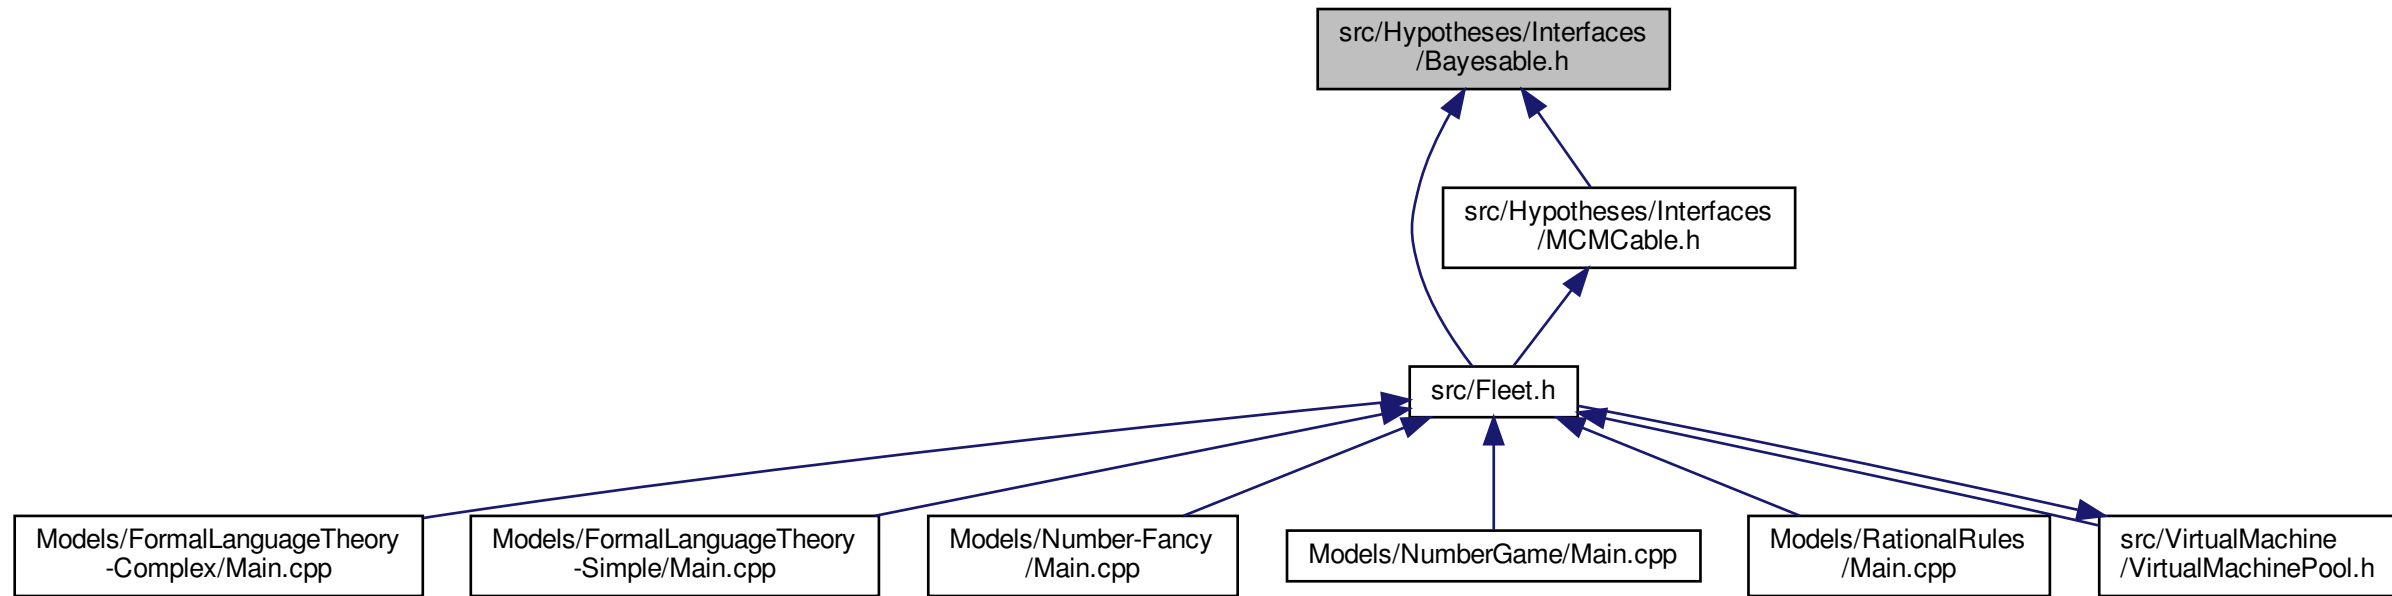 src/Hypotheses/Interfaces
/Bayesable.h
src/Hypotheses/Interfaces
/MCMCable.h
src/Fleet.h
Models/FormalLanguageTheory
-Complex/Main.cpp
Models/FormalLanguageTheory
-Simple/Main.cpp
Models/Number-Fancy
/Main.cpp
Models/NumberGame/Main.cpp
Models/RationalRules
/Main.cpp
src/VirtualMachine
/VirtualMachinePool.h